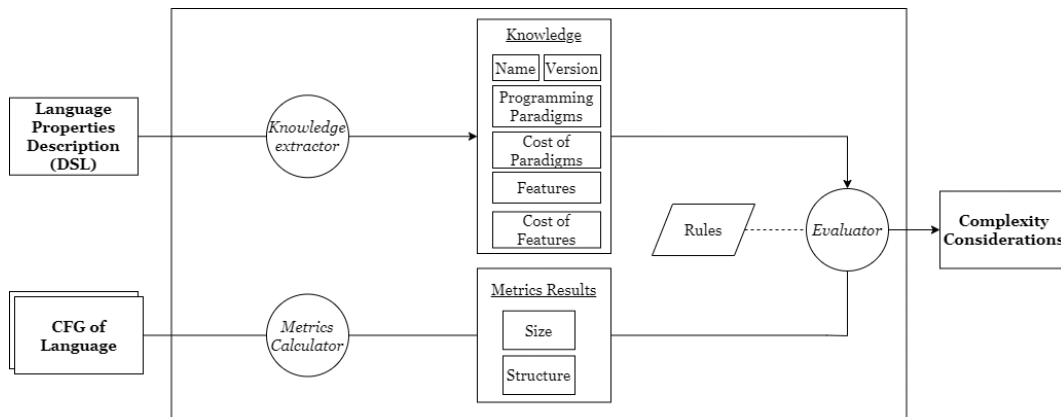 Language
Properties
Description
(DSL)
Knowledge
extractor
Knowledge
Name
Version
Programming
Paradigms
Cost of
Paradigms
Features
Cost of
Features
Rules
Evaluator
Complexity
Considerations
CFG of
Language
Metrics
Calculator
Metrics Results
Size
Structure